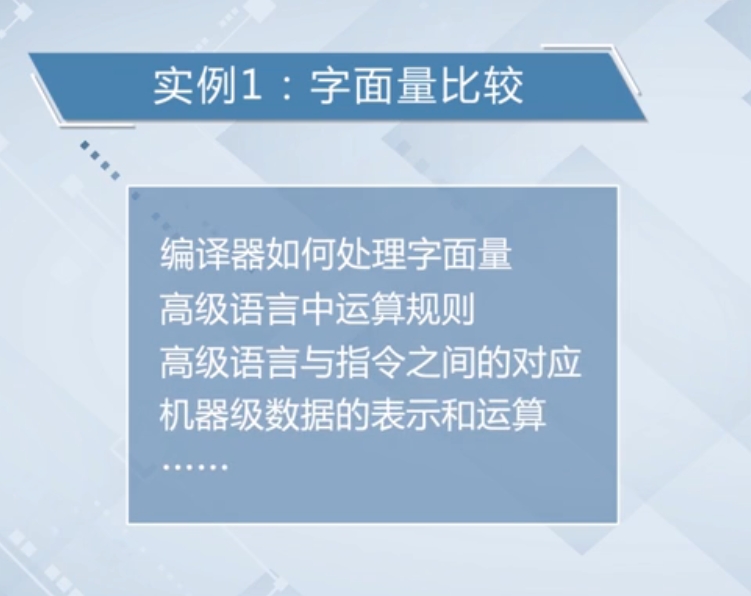 实例1：字面量比较
编译器如何处理字面量
高级语言中运算规则
高级语言与指令之间的对应
机器级数据的表示和运算
……